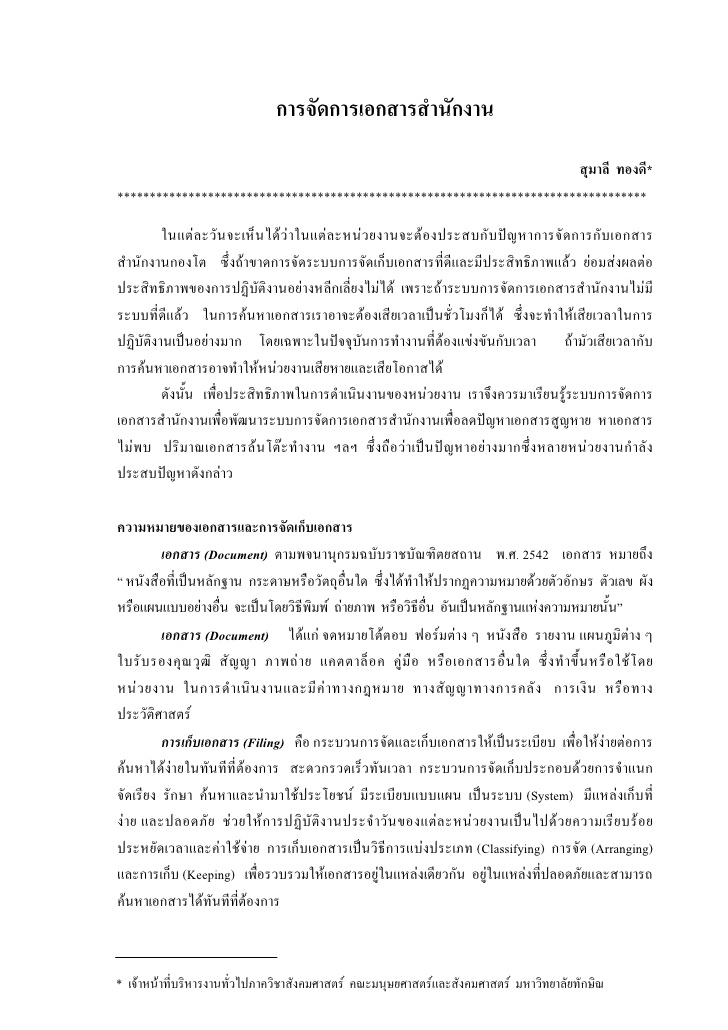 การจัดการเอกสารสำนักงาน
สุมาลี ทองดี*
**********************************************************************************
ในแต่ละวันจะเห็นได้ว่าในแต่ละหน่วยงานจะต้องประสบกับปัญหาการจัดการกับเอกสาร
สำนักงานกองโต ซึ่งถ้าขาดการจัดระบบการจัดเก็บเอกสารที่ดีและมีประสิทธิภาพแล้ว ย่อมส่งผลต่อ
ประสิทธิภาพของการปฏิบัติงานอย่างหลีกเลี่ยงไม่ได้ เพราะถ้าระบบการจัดการเอกสารสำนักงานไม่มี
ระบบที่ดีแล้ว ในการค้นหาเอกสารเราอาจะต้องเสียเวลาเป็นชั่วโมงก็ได้ ซึ่งจะทำให้เสียเวลาในการ
ปฏิบัติงานเป็นอย่างมาก โดยเฉพาะในปัจจุบันการทำงานที่ต้องแข่งขันกับเวลา ถ้ามัวเสียเวลากับ
การค้นหาเอกสารอาจทำให้หน่วยงานเสียหายและเสียโอกาสได้
ดังนั้น เพื่อประสิทธิภาพในการดำเนินงานของหน่วยงาน เราจึงควรมาเรียนรู้ระบบการจัดการ
เอกสารสำนักงานเพื่อพัฒนาระบบการจัดการเอกสารสำนักงานเพื่อลดปัญหาเอกสารสูญหาย หาเอกสาร
ไม่พบ ปริมาณเอกสารล้นโต๊ะทำงาน ฯลฯ ซึ่งถือว่าเป็นปัญหาอย่างมากซึ่งหลายหน่วยงานกำลัง
ประสบปัญหาดังกล่าว
ความหมายของเอกสารและการจัดเก็บเอกสาร
เอกสาร (Document) ตามพจนานุกรมฉบับราชบัณฑิตยสถาน พ.ศ. 2542 เอกสาร หมายถึง
“ หนังสือที่เป็นหลักฐาน กระดาษหรือวัตถุอื่นใด ซึ่งได้ทำให้ปรากฏความหมายด้วยตัวอักษร ตัวเลข ผัง
หรือแผนแบบอย่างอื่น จะเป็นโดยวิธีพิมพ์ ถ่ายภาพ หรือวิธีอื่น อันเป็นหลักฐานแห่งความหมายนั้น”
เอกสาร (Document) ได้แก่ จดหมายโต้ตอบ ฟอร์มต่าง ๆ หนังสือ รายงาน แผนภูมิต่าง ๆ
ใบรับรองคุณวุฒิ สัญญา ภาพถ่าย แคตตาล็อค คู่มือ หรือเอกสารอื่นใด ซึ่งทำขึ้นหรือใช้โดย
หน่วยงาน ในการดำเนินงานและมีค่าทางกฎหมาย ทางสัญญาทางการคลัง การเงิน หรือทาง
ประวัติศาสตร์
การเก็บเอกสาร (Filing) คือ กระบวนการจัดและเก็บเอกสารให้เป็นระเบียบ เพื่อให้ง่ายต่อการ
ค้นหาได้ง่ายในทันทีที่ต้องการ สะดวกรวดเร็วทันเวลา กระบวนการจัดเก็บประกอบด้วยการจำแนก
จัดเรียง รักษา ค้นหาและนำมาใช้ประโยชน์ มีระเบียบแบบแผน เป็นระบบ (System) มีแหล่งเก็บที่
ง่าย และปลอดภัย ช่วยให้การปฏิบัติงานประจำวันของแต่ละหน่วยงานเป็นไปด้วยความเรียบร้อย
ประหยัดเวลาและค่าใช้จ่าย การเก็บเอกสารเป็นวิธีการแบ่งประเภท (Classifying) การจัด (Arranging)
และการเก็บ (Keeping) เพื่อรวบรวมให้เอกสารอยู่ในแหล่งเดียวกัน อยู่ในแหล่งที่ปลอดภัยและสามารถ
ค้นหาเอกสารได้ทันทีที่ต้องการ
* เจ้าหน้าที่บริหารงานทั่วไปภาควิชาสังคมศาสตร์ คณะมนุษยศาสตร์และสังคมศาสตร์ มหาวิทยาลัยทักษิณ